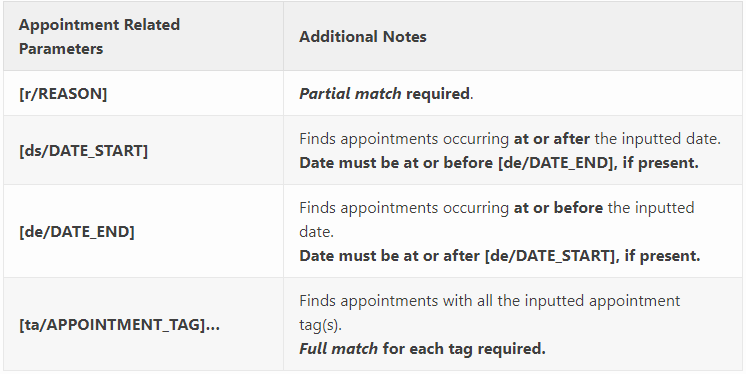 Appointment Related
Parameters
Additional Notes
[r/REASON]
Partial match required.
[ds/DATE_START]
Finds appointments occurring at or after the inputted date.
Date must be at or before [de/DATE_END], if present.
[de/DATE_END]
Finds appointments occurring at or before the inputted
date.
Date must be at or after [de/DATE_START], if present.
[ta/APPOINTMENT_TAG]...
Finds appointments with all the inputted appointment
tag(s).
Full match for each tag required.